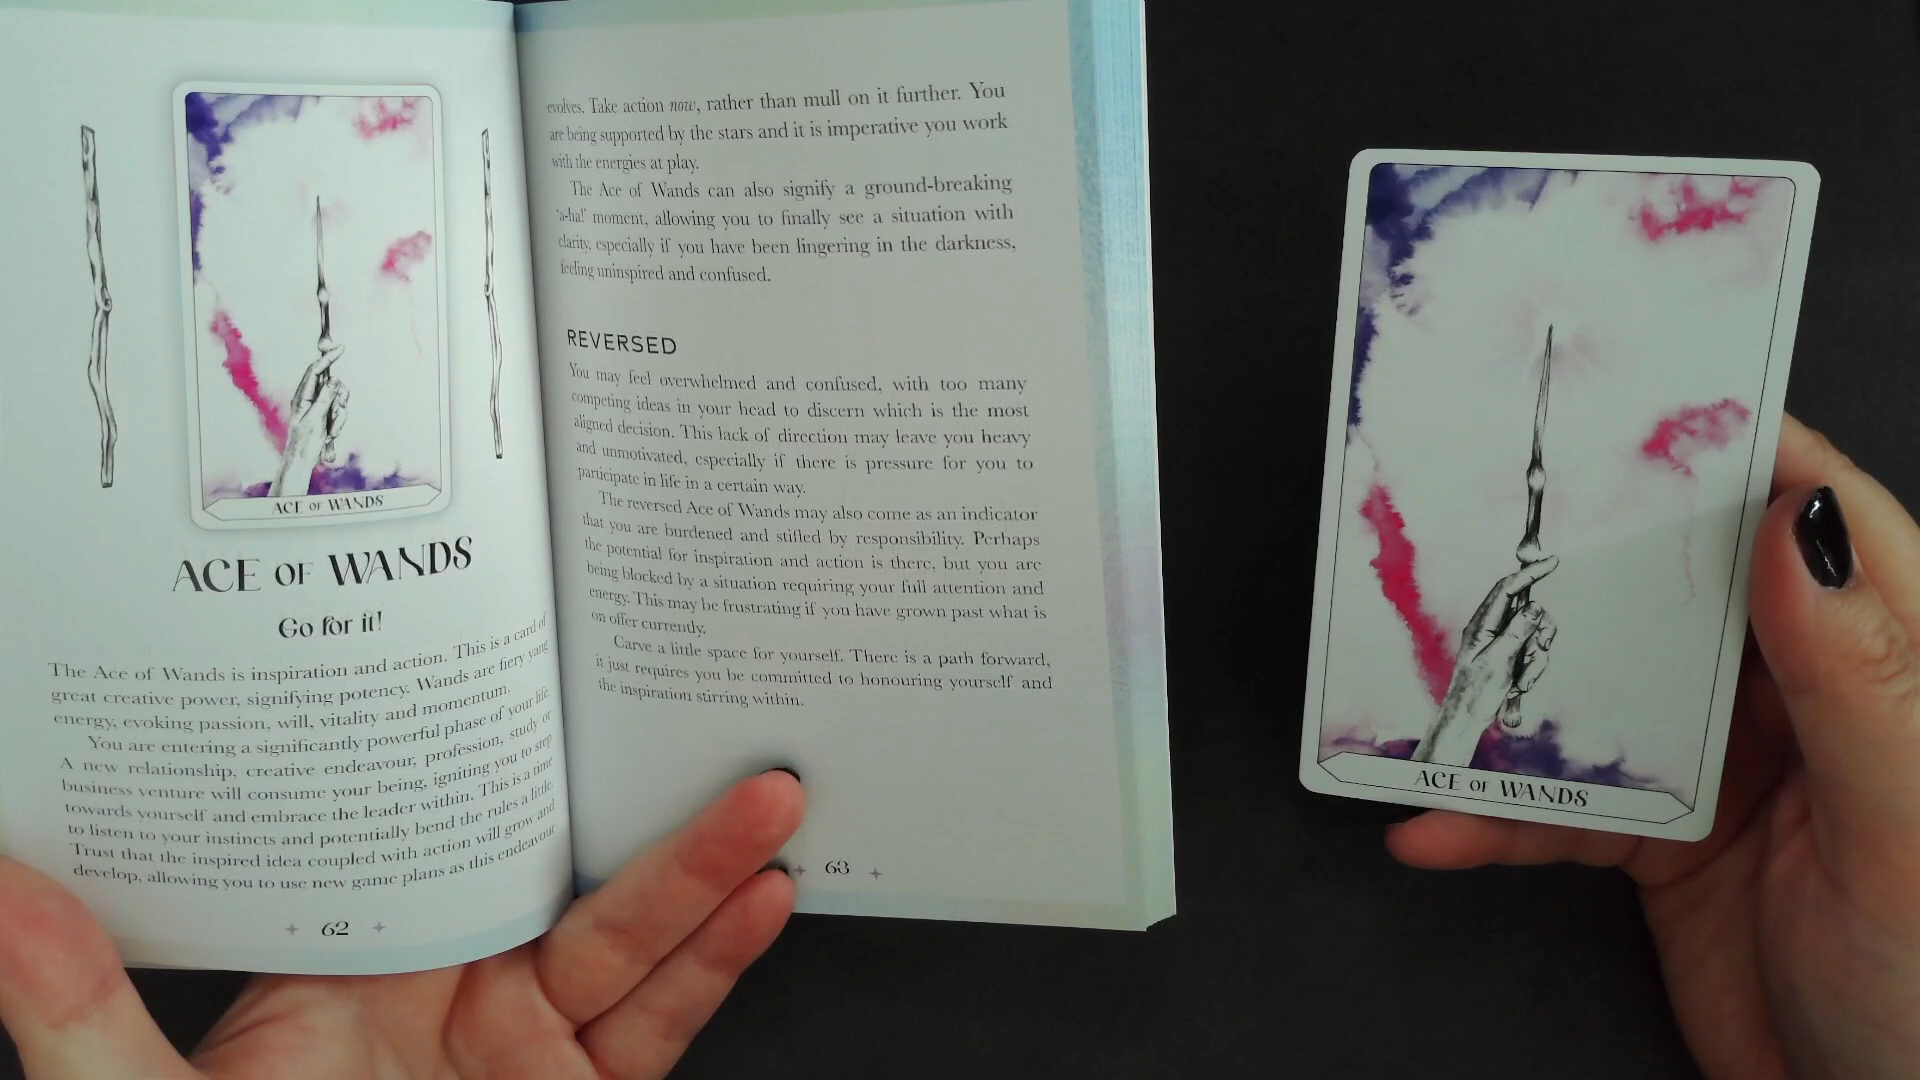 ACE OF WANDS
ACE OF WANDS
Go for it!
The Ace of Wands is inspiration and action. This is a card of
great creative power, signifying potency. Wands are fiery yang
energy, evoking passion, will, vitality and momentum.
You are entering a significantly powerful phase of your life.
A new relationship, creative endeavour, profession, study or
business venture will consume your being, igniting you to step
towards yourself and embrace the leader within. This is a time
to listen to your instincts and potentially bend the rules a little.
Trust that the inspired idea coupled with action will grow and
develop, allowing you to use new game plans as this endeavour
62
evolves. Take action now, rather than mull on it further. You
are being supported by the stars and it is imperative you work
with the energies at play.
The Ace of Wands can also signify a ground-breaking
'a-ha!' moment, allowing you to finally see a situation with
clarity, especially if you have been lingering in the darkness,
feeling uninspired and confused.
REVERSED
You may feel overwhelmed and confused, with too many
competing ideas in your head to discern which is the most
aligned decision. This lack of direction may leave you heavy
and unmotivated, especially if there is pressure for you to
participate in life in a certain way.
The reversed Ace of Wands may also come as an indicator
that you are burdened and stifled by responsibility. Perhaps
the potential for inspiration and action is there, but you are
being blocked by a situation requiring your full attention and
energy. This may be frustrating if you have grown past what is
on offer currently.
Carve a little space for yourself. There is a path forward,
it just requires you be committed to honouring yourself and
the inspiration stirring within.
63
ACE OF WANDS